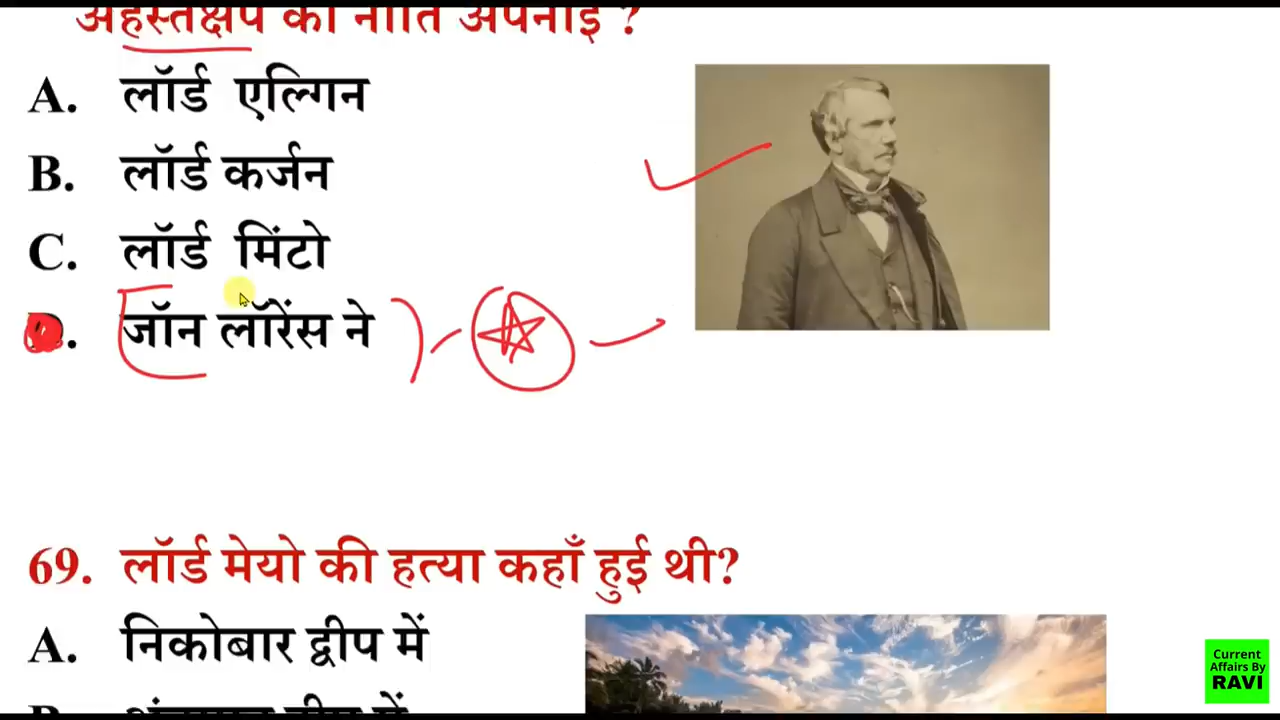 अहस्तक्षेप की नीति अपनाई ?
A. लॉर्ड एल्गिन
B. लॉर्ड कर्जन
C. लॉर्ड मिंटो
D. जॉन लॉरेंस ने
69. लॉर्ड मेयो की हत्या कहाँ हुई थी?
A. निकोबार द्वीप में
Current
Affairs By
RAVI